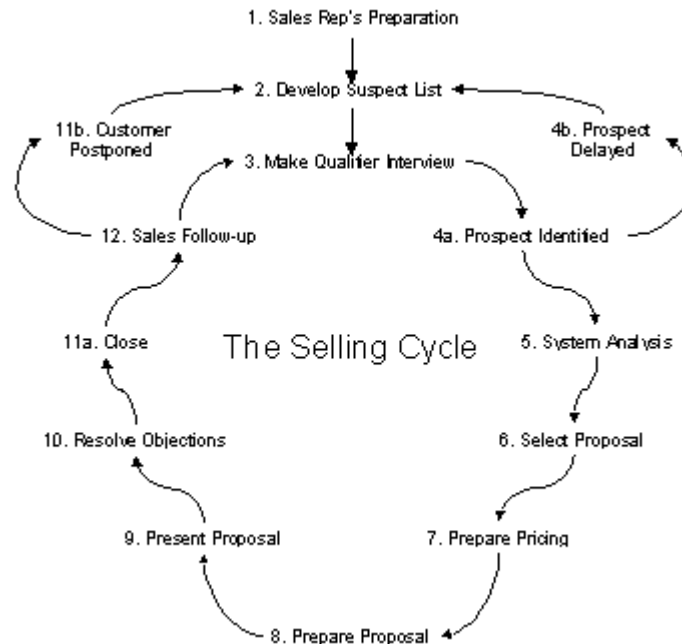 1. Sales Rep's Preparation
2. Develop Suspect List
11b. Customer
Postponed
4b. Prospect
Delayed
3. Make Qualifier Interview
12. Sales Follow-up
4a. Prospect Identified
11a. Close
The Selling Cycle
5. System Analysis
10. Resolve Objections
6. Select Proposal
9. Present Proposal
7. Prepare Pricing
8. Prepare Proposal